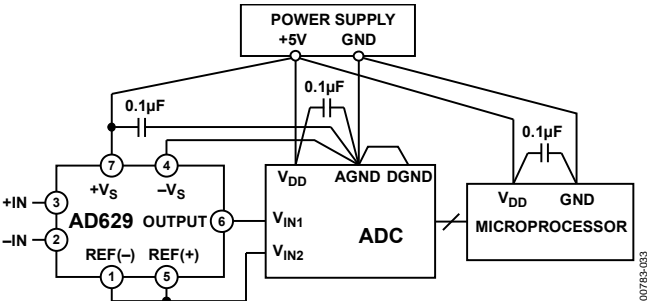 POWER SUPPLY
+5V GND
0.1µF
0.1µF
0.1µF
7 4
+VS –VS
VDD AGND DGND
VDD GND
+IN 3
AD629 OUTPUT 6
VIN1
ADC
MICROPROCESSOR
–IN 2
REF(–) REF(+)
VIN2
1 5
00783-033